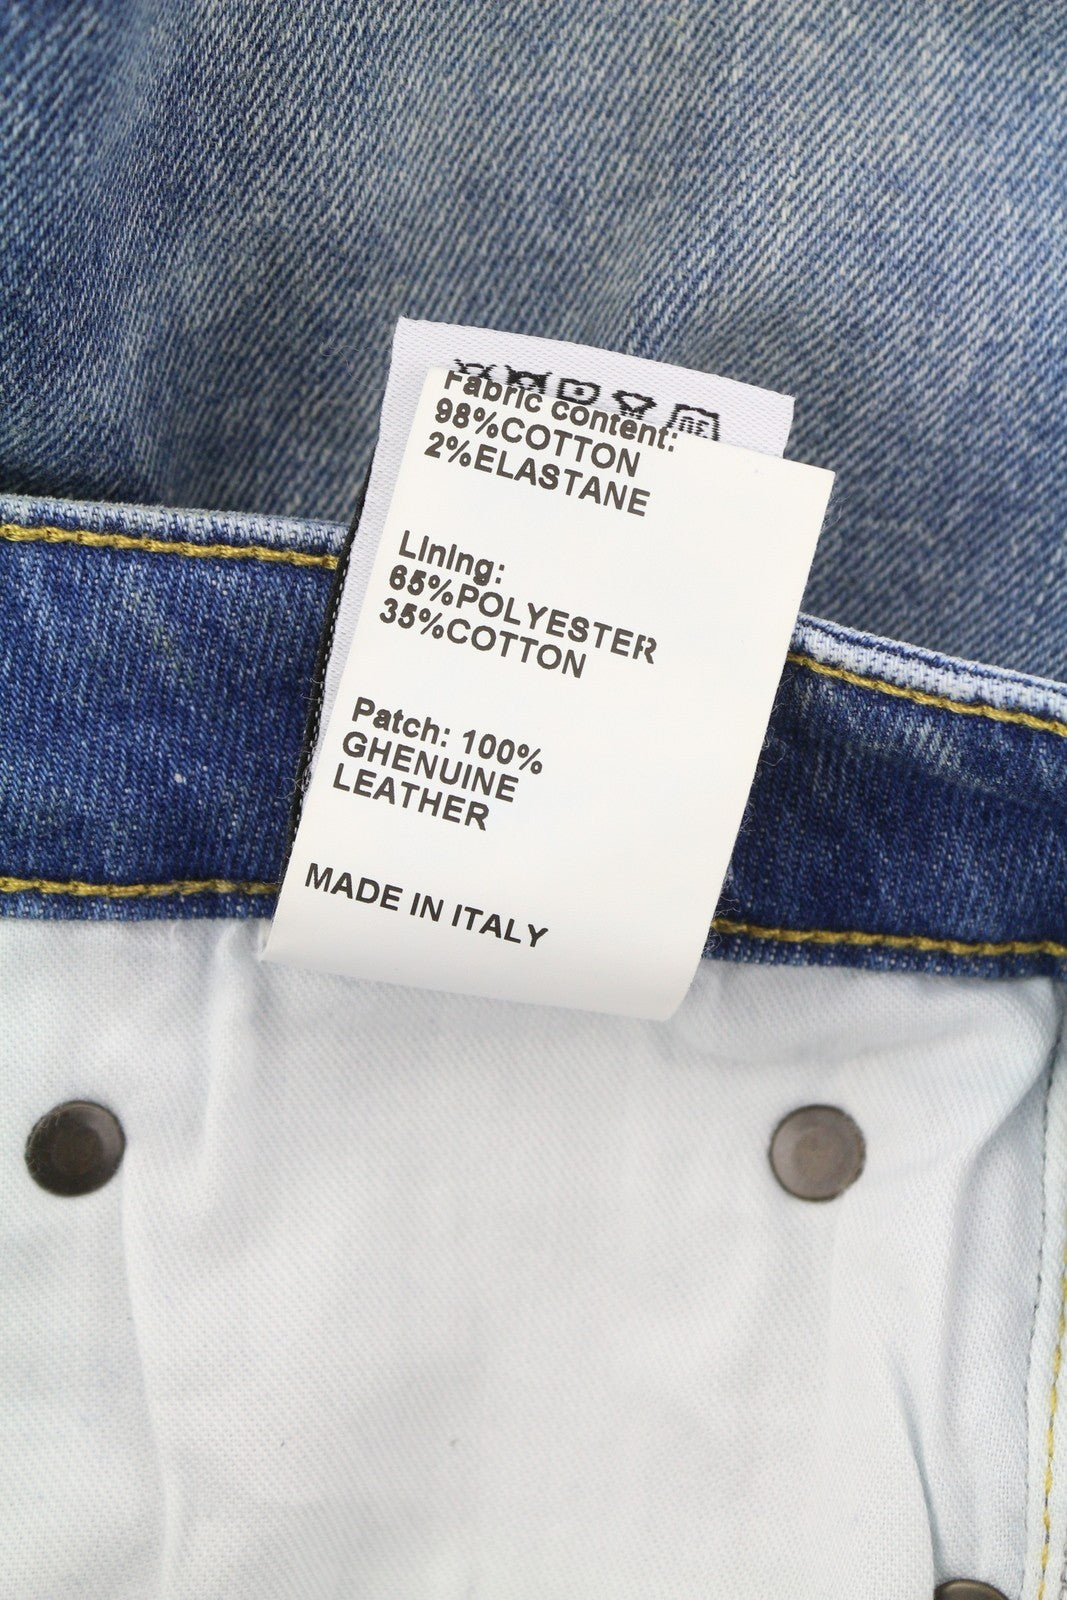 Fabric content:
98%COTTON
2%ELASTANE
Lining:
65%POLYESTER
35%COTTON
Patch: 100%
GHENUINE
LEATHER
MADE IN ITALY